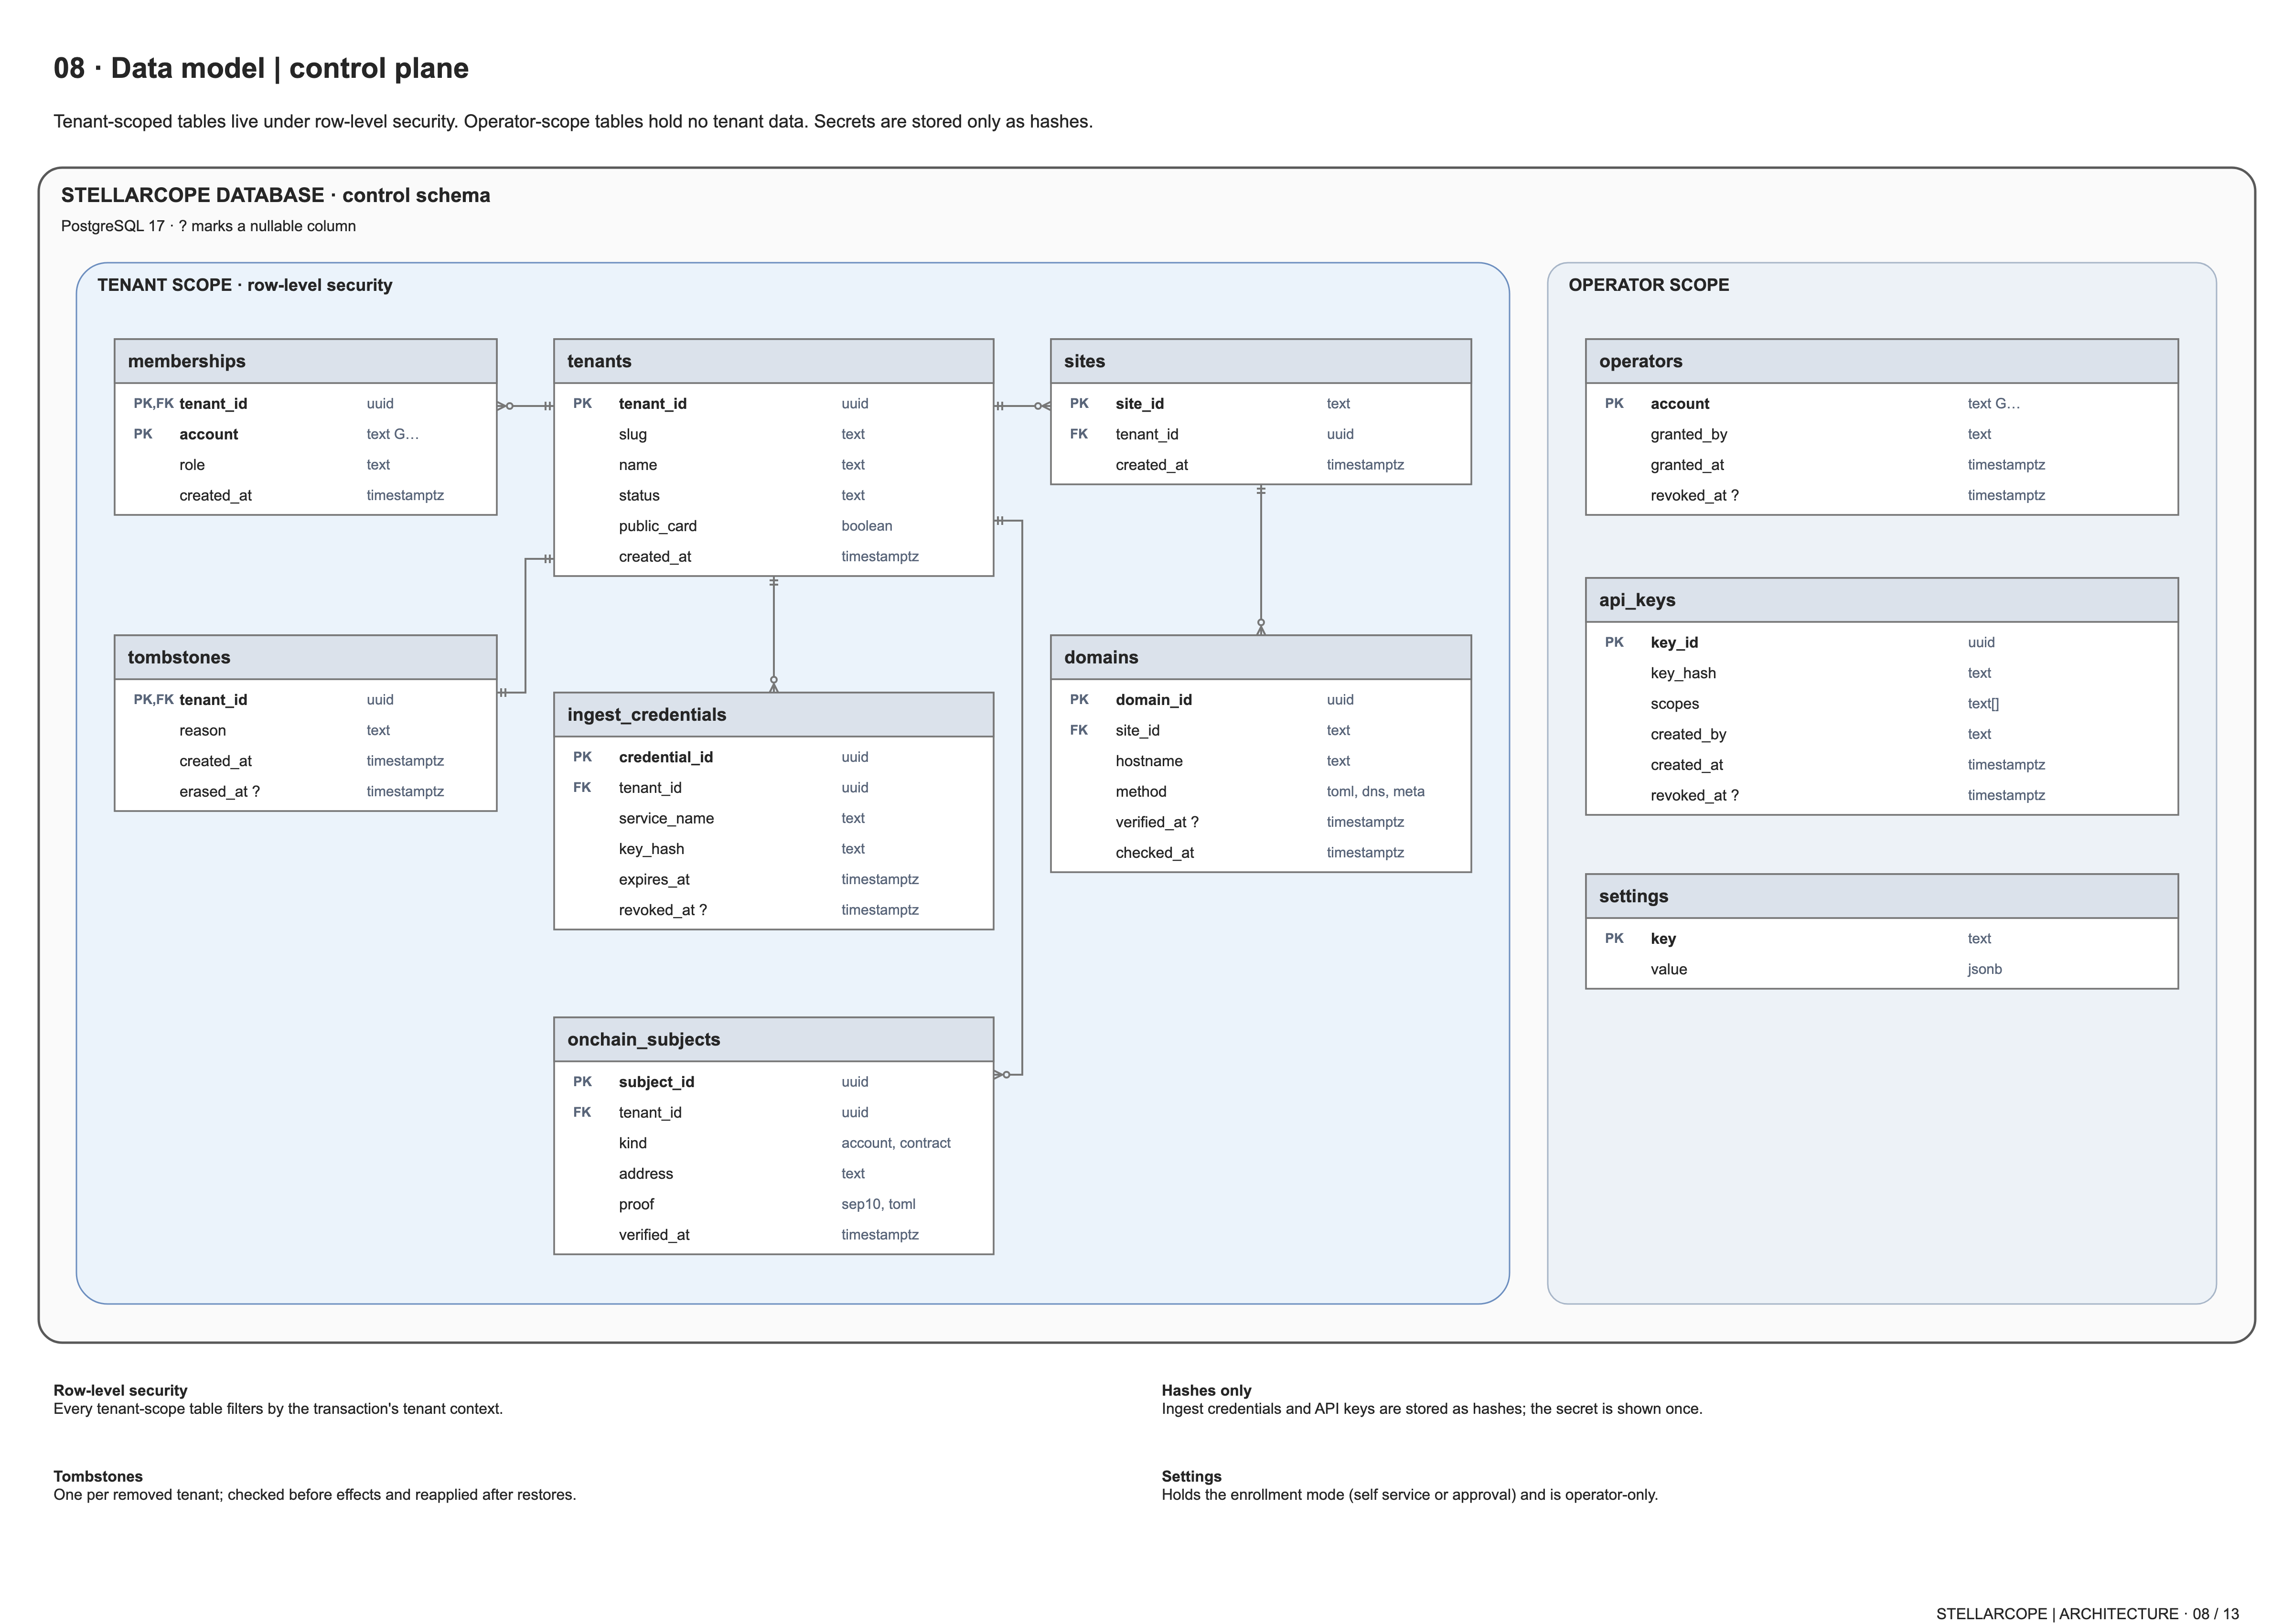 08 · Data model | control plane
Tenant-scoped tables live under row-level security. Operator-scope tables hold no tenant data. Secrets are stored only as hashes.
STELLARCOPE DATABASE · control schema
PostgreSQL 17 · ? marks a nullable column
TENANT SCOPE · row-level security
memberships
PK,FK tenant_id uuid
PK account text G…
role text
created_at timestamptz
tenants
PK tenant_id uuid
slug text
name text
status text
public_card boolean
created_at timestamptz
sites
PK site_id text
FK tenant_id uuid
created_at timestamptz
tombstones
PK,FK tenant_id uuid
reason text
created_at timestamptz
erased_at ? timestamptz
ingest_credentials
PK credential_id uuid
FK tenant_id uuid
service_name text
key_hash text
expires_at timestamptz
revoked_at ? timestamptz
domains
PK domain_id uuid
FK site_id text
hostname text
method toml, dns, meta
verified_at ? timestamptz
checked_at timestamptz
onchain_subjects
PK subject_id uuid
FK tenant_id uuid
kind account, contract
address text
proof sep10, toml
verified_at timestamptz
OPERATOR SCOPE
operators
PK account text G…
granted_by text
granted_at timestamptz
revoked_at ? timestamptz
api_keys
PK key_id uuid
key_hash text
scopes text[]
created_by text
created_at timestamptz
revoked_at ? timestamptz
settings
PK key text
value jsonb
Row-level security
Every tenant-scope table filters by the transaction's tenant context.
Hashes only
Ingest credentials and API keys are stored as hashes; the secret is shown once.
Tombstones
One per removed tenant; checked before effects and reapplied after restores.
Settings
Holds the enrollment mode (self service or approval) and is operator-only.
STELLARCOPE | ARCHITECTURE · 08 / 13